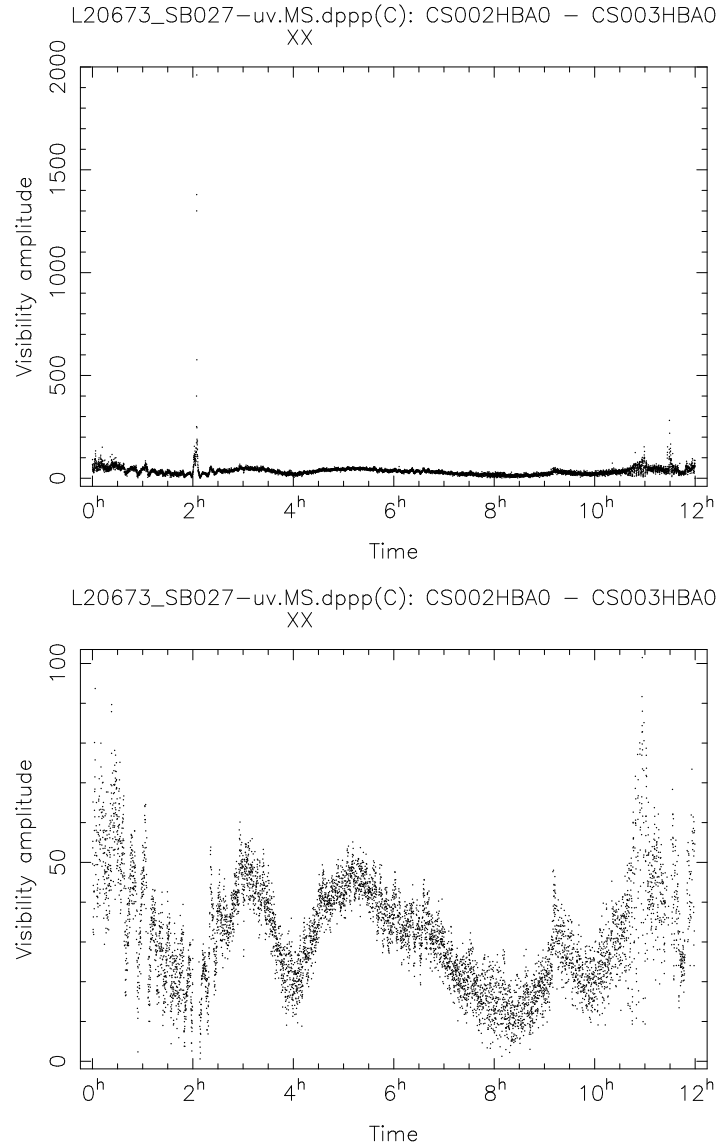 L20673_SB027-uv.MS.dppp(C): CS002HBA0 - CS003HBA0
XX
2000
1500
1000
500
0
Visibility amplitude
0h 2h 4h 6h 8h 10h 12h
Time
L20673_SB027-uv.MS.dppp(C): CS002HBA0 - CS003HBA0
XX
100
50
0
Visibility amplitude
0h 2h 4h 6h 8h 10h 12h
Time